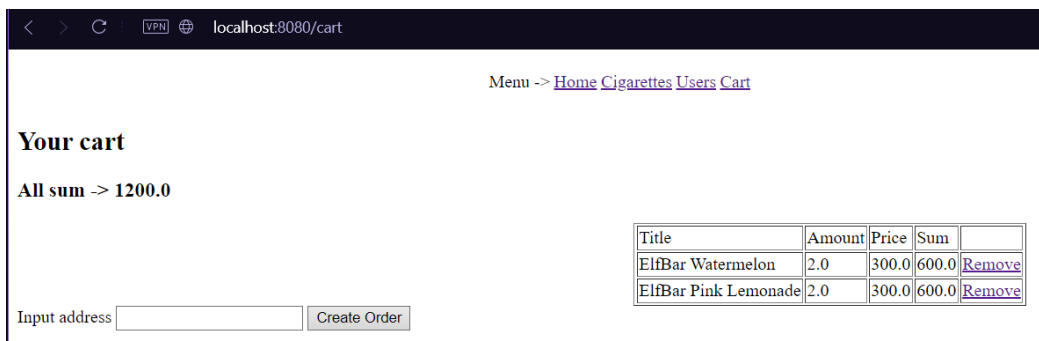 VPN localhost:8080/cart
Menu -> Home Cigarettes Users Cart
Your cart
All sum -> 1200.0
Title Amount Price Sum
ElfBar Watermelon 2.0 300.0 600.0 Remove
ElfBar Pink Lemonade 2.0 300.0 600.0 Remove
Input address Create Order